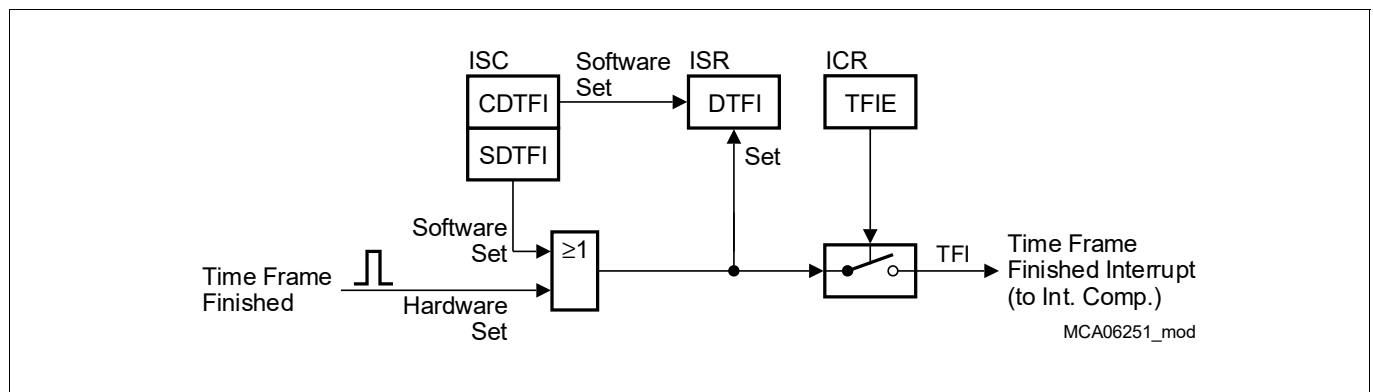 ISC
Software
Set
ISR
ICR
CDTFI
DTFI
TFIE
SDTFI
Set
Software
Set
≥1
Time Frame
Finished
Hardware
Set
TFI
Time Frame
Finished Interrupt
(to Int. Comp.)
MCA06251_mod